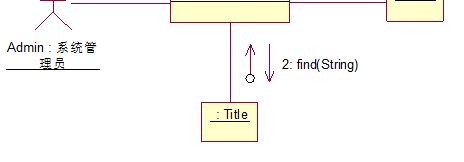 Admin : 系统管
理员
2: find(String)
: Title